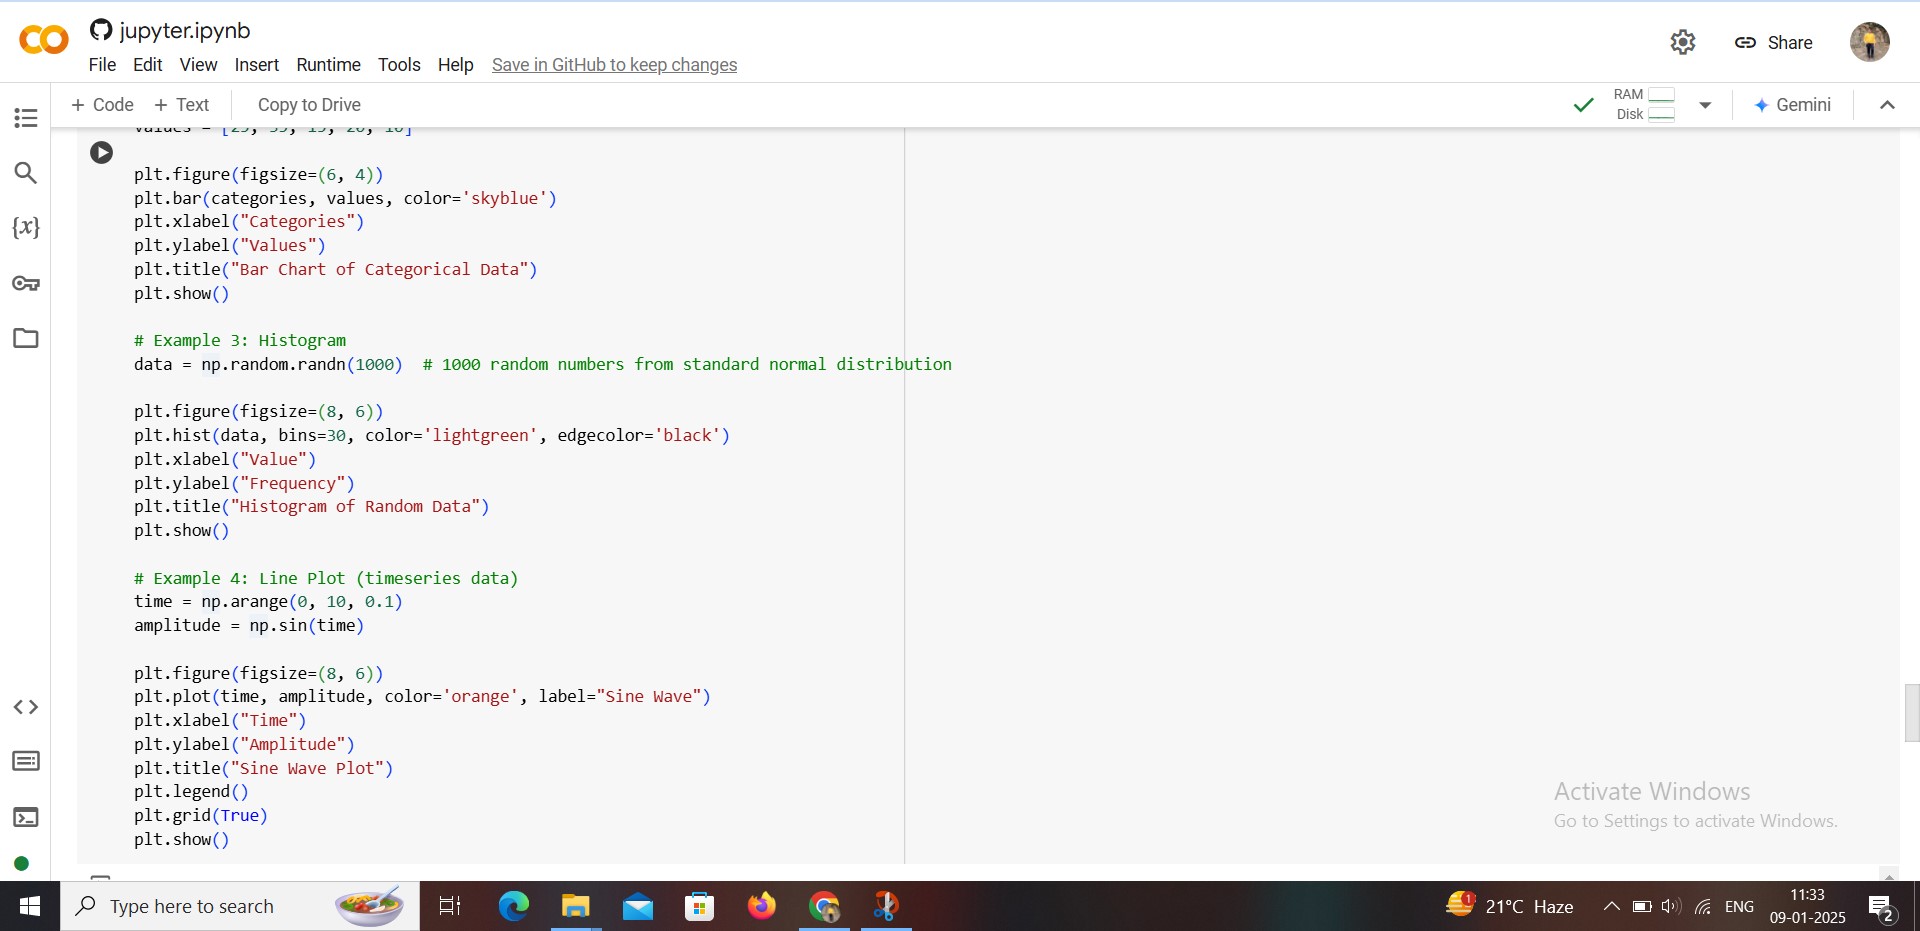 jupyter.ipynb
File Edit View Insert Runtime Tools Help Save in GitHub to keep changes
Share
+ Code + Text Copy to Drive
RAM
Disk
Gemini
plt.figure(figsize=(6, 4))
plt.bar(categories, values, color='skyblue')
plt.xlabel("Categories")
plt.ylabel("Values")
plt.title("Bar Chart of Categorical Data")
plt.show()
# Example 3: Histogram
data = np.random.randn(1000)  # 1000 random numbers from standard normal distribution
plt.figure(figsize=(8, 6))
plt.hist(data, bins=30, color='lightgreen', edgecolor='black')
plt.xlabel("Value")
plt.ylabel("Frequency")
plt.title("Histogram of Random Data")
plt.show()
# Example 4: Line Plot (timeseries data)
time = np.arange(0, 10, 0.1)
amplitude = np.sin(time)
plt.figure(figsize=(8, 6))
plt.plot(time, amplitude, color='orange', label="Sine Wave")
plt.xlabel("Time")
plt.ylabel("Amplitude")
plt.title("Sine Wave Plot")
plt.legend()
plt.grid(True)
plt.show()
Activate Windows
Go to Settings to activate Windows.
Type here to search
1
21°C Haze
ENG
11:33
09-01-2025
2